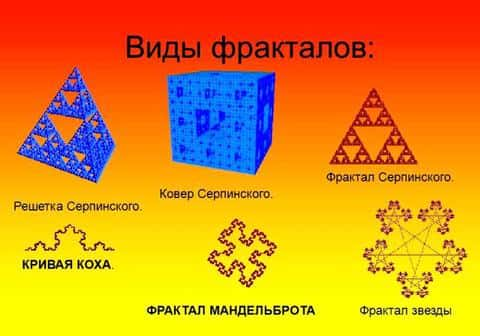 Виды фракталов:
Фрактал Серпинского.
Ковер Серпинского.
Решетка Серпинского.
КРИВАЯ КОХА.
ФРАКТАЛ МАНДЕЛЬБРОТА
Фрактал звезды